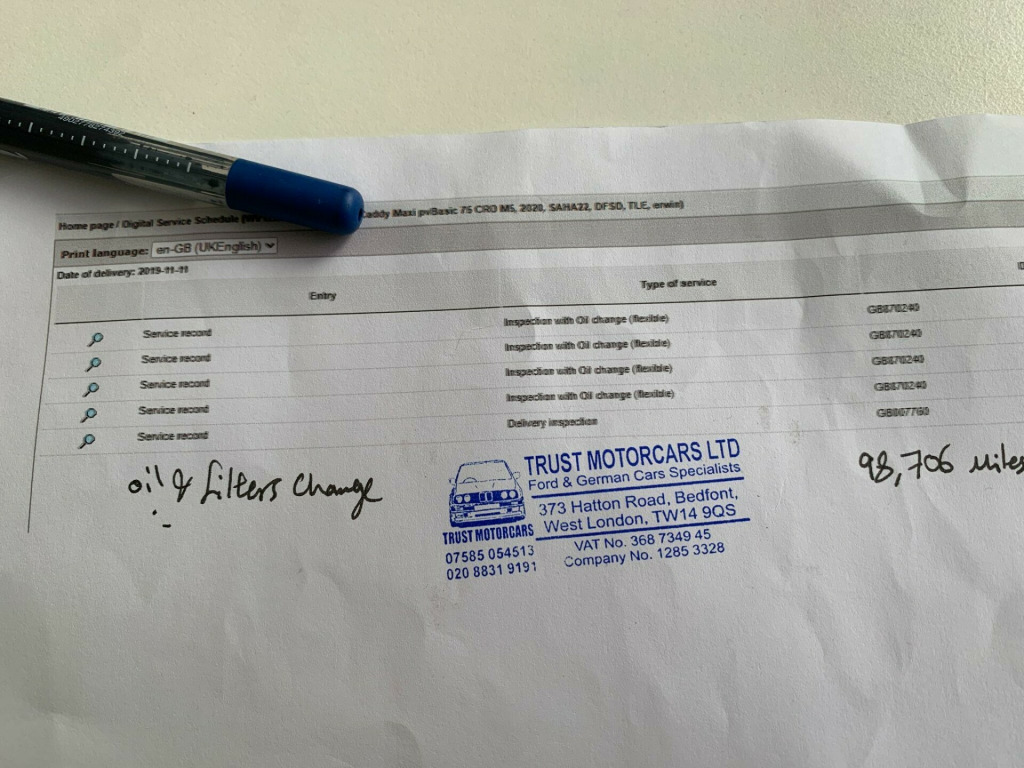 Home page / Digital Service Schedule
addy Maxi pvBasic 75 CRD M5, 2020, SAHA22, DFSD, TLE, erwin)
Print language: en-GB (UKEnglish)
Date of delivery: 2019-11-11
Entry Type of service
Service record Inspection with Oil change (flexible) GB870240
Service record Inspection with Oil change (flexible) GB870240
Service record Inspection with Oil change (flexible) GB870240
Service record Inspection with Oil change (flexible) GB870240
Service record Delivery inspection GB807760
oil & filters change
98,706 Miles
TRUST MOTORCARS LTD
Ford & German Cars Specialists
373 Hatton Road, Bedfont,
West London, TW14 9QS
TRUST MOTORCARS
07585 054513
020 8831 9191
VAT No. 368 7349 45
Company No. 1285 3328